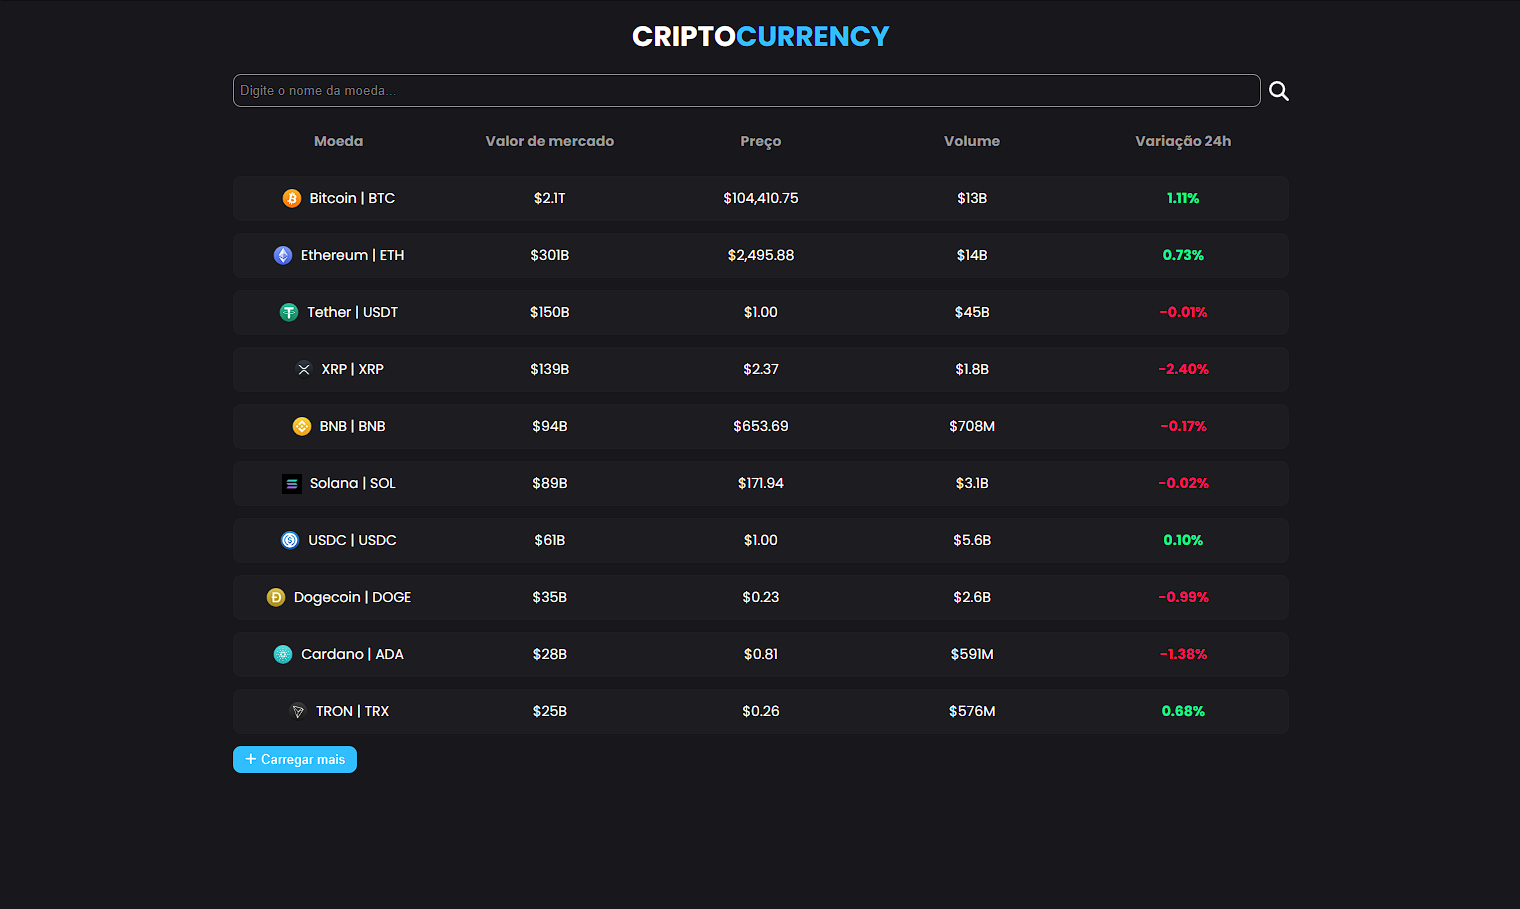 CRIPTOCURRENCY
Digite o nome da moeda...
Moeda Valor de mercado Preço Volume Variação 24h
Bitcoin | BTC $2.1T $104,410.75 $13B 1.11%
Ethereum | ETH $301B $2,495.88 $14B 0.73%
Tether | USDT $150B $1.00 $45B -0.01%
XRP | XRP $139B $2.37 $1.8B -2.40%
BNB | BNB $94B $653.69 $708M -0.17%
Solana | SOL $89B $171.94 $3.1B -0.02%
USDC | USDC $61B $1.00 $5.6B 0.10%
Dogecoin | DOGE $35B $0.23 $2.6B -0.99%
Cardano | ADA $28B $0.81 $591M -1.38%
TRON | TRX $25B $0.26 $576M 0.68%
+ Carregar mais